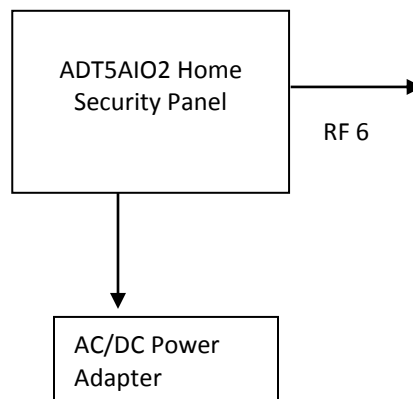 ADT5AIO2 Home
Security Panel
RF 6
AC/DC Power
Adapter